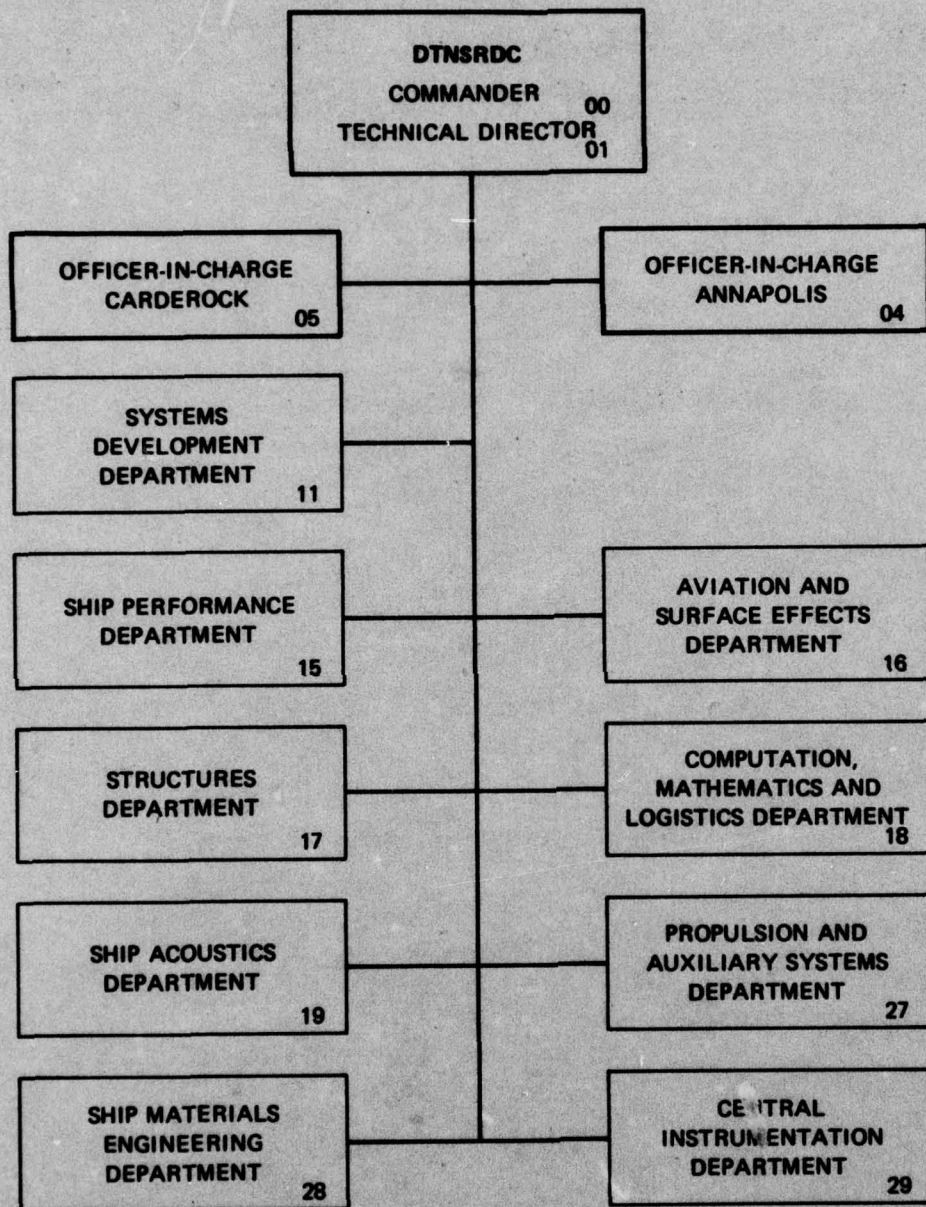 DTNSRDC
COMMANDER 00
TECHNICAL DIRECTOR 01
OFFICER-IN-CHARGE
CARDEROCK
05
OFFICER-IN-CHARGE
ANNAPOLIS
04
SYSTEMS
DEVELOPMENT
DEPARTMENT
11
SHIP PERFORMANCE
DEPARTMENT
15
AVIATION AND
SURFACE EFFECTS
DEPARTMENT
16
STRUCTURES
DEPARTMENT
17
COMPUTATION,
MATHEMATICS AND
LOGISTICS DEPARTMENT
18
SHIP ACOUSTICS
DEPARTMENT
19
PROPULSION AND
AUXILIARY SYSTEMS
DEPARTMENT
27
SHIP MATERIALS
ENGINEERING
DEPARTMENT
28
CENTRAL
INSTRUMENTATION
DEPARTMENT
29